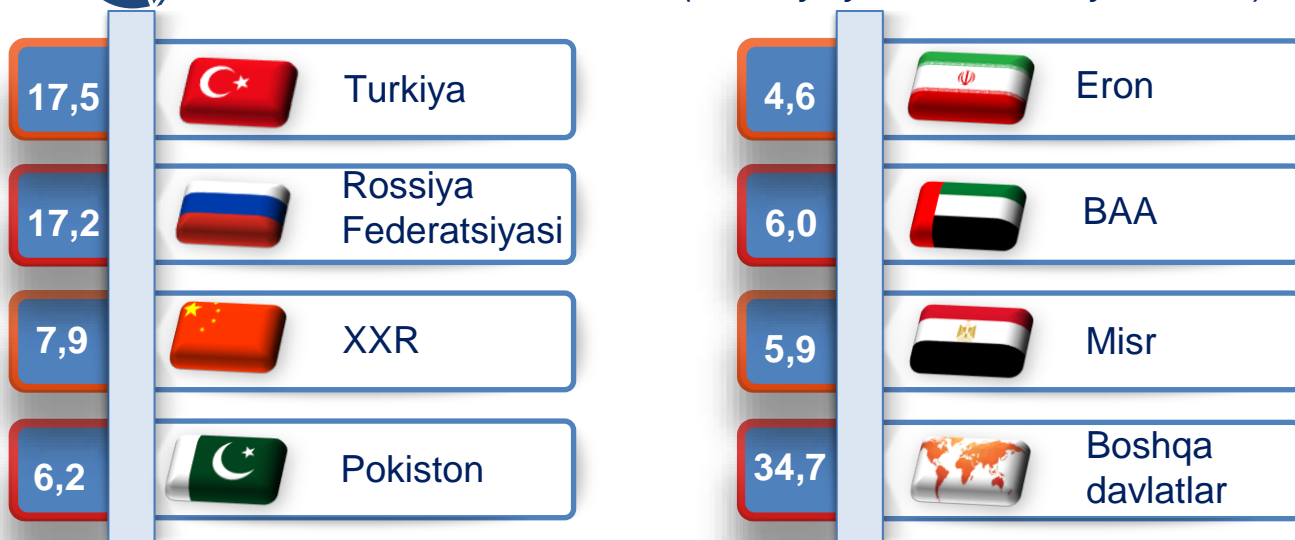 17,5
Turkiya
17,2
Rossiya
Federatsiyasi
7,9
XXR
6,2
Pokiston
4,6
Eron
6,0
BAA
5,9
Misr
34,7
Boshqa
davlatlar